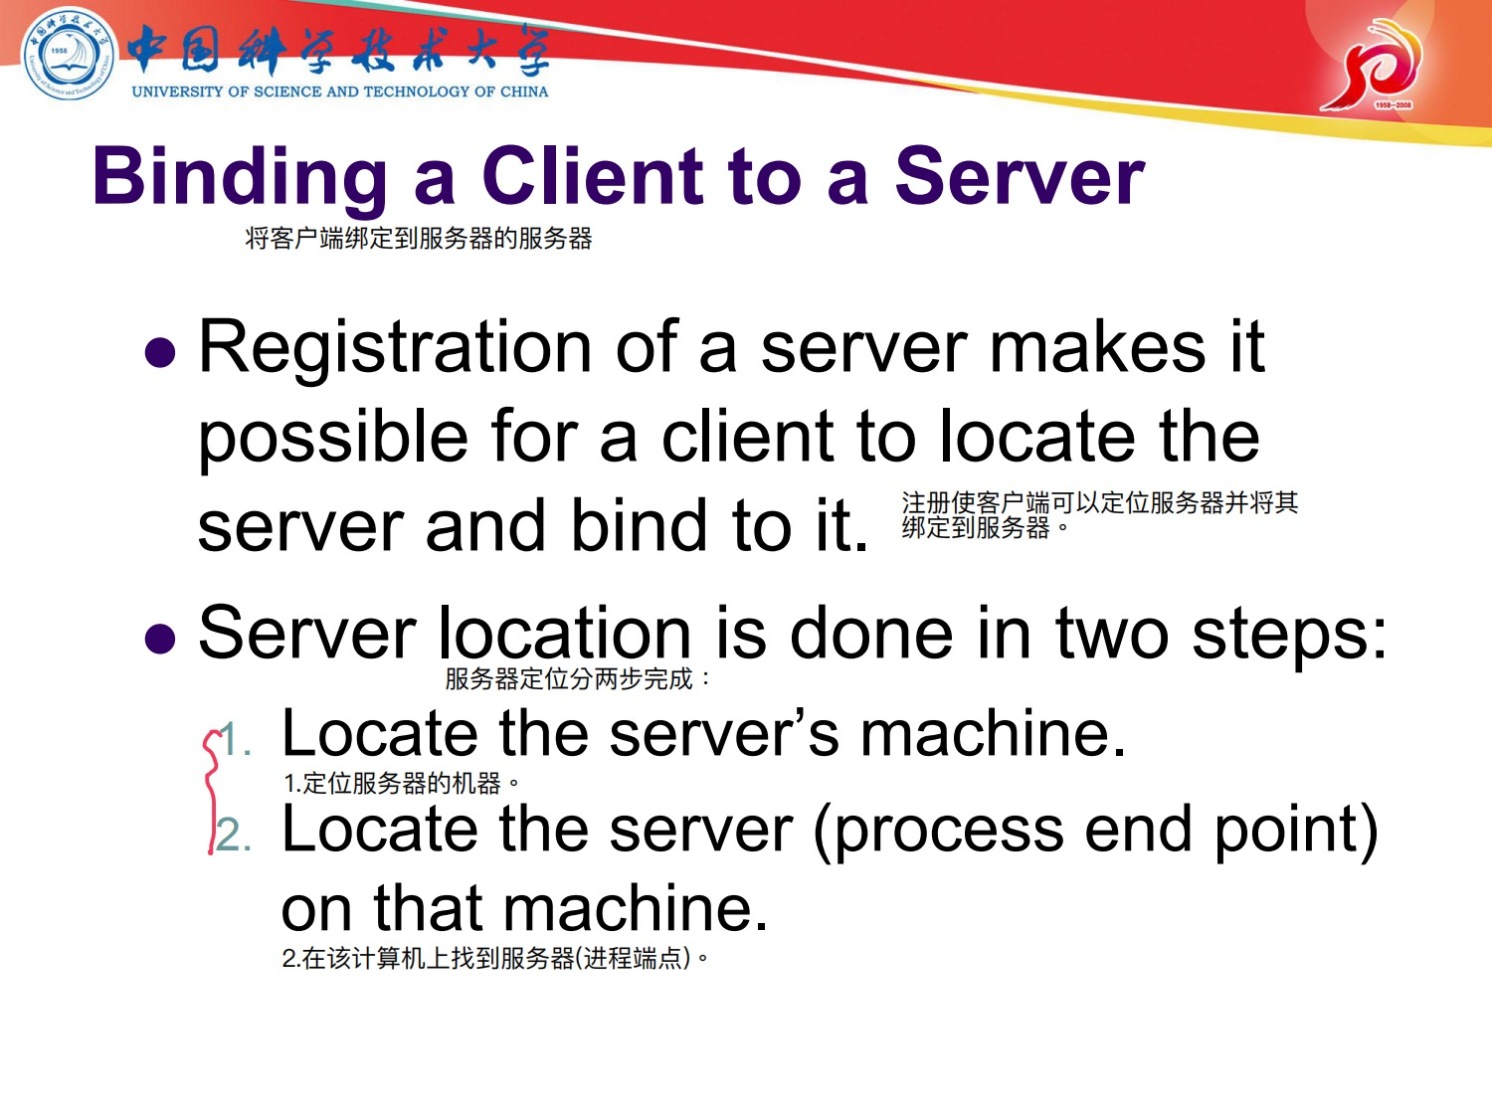 中国科学技术大学
UNIVERSITY OF SCIENCE AND TECHNOLOGY OF CHINA
1958
1958-2008
Binding a Client to a Server
将客户端绑定到服务器的服务器
● Registration of a server makes it
possible for a client to locate the
server and bind to it.
注册使客户端可以定位服务器并将其
绑定到服务器。
● Server location is done in two steps:
服务器定位分两步完成：
1. Locate the server’s machine.
1.定位服务器的机器。
2. Locate the server (process end point)
on that machine.
2.在该计算机上找到服务器(进程端点)。